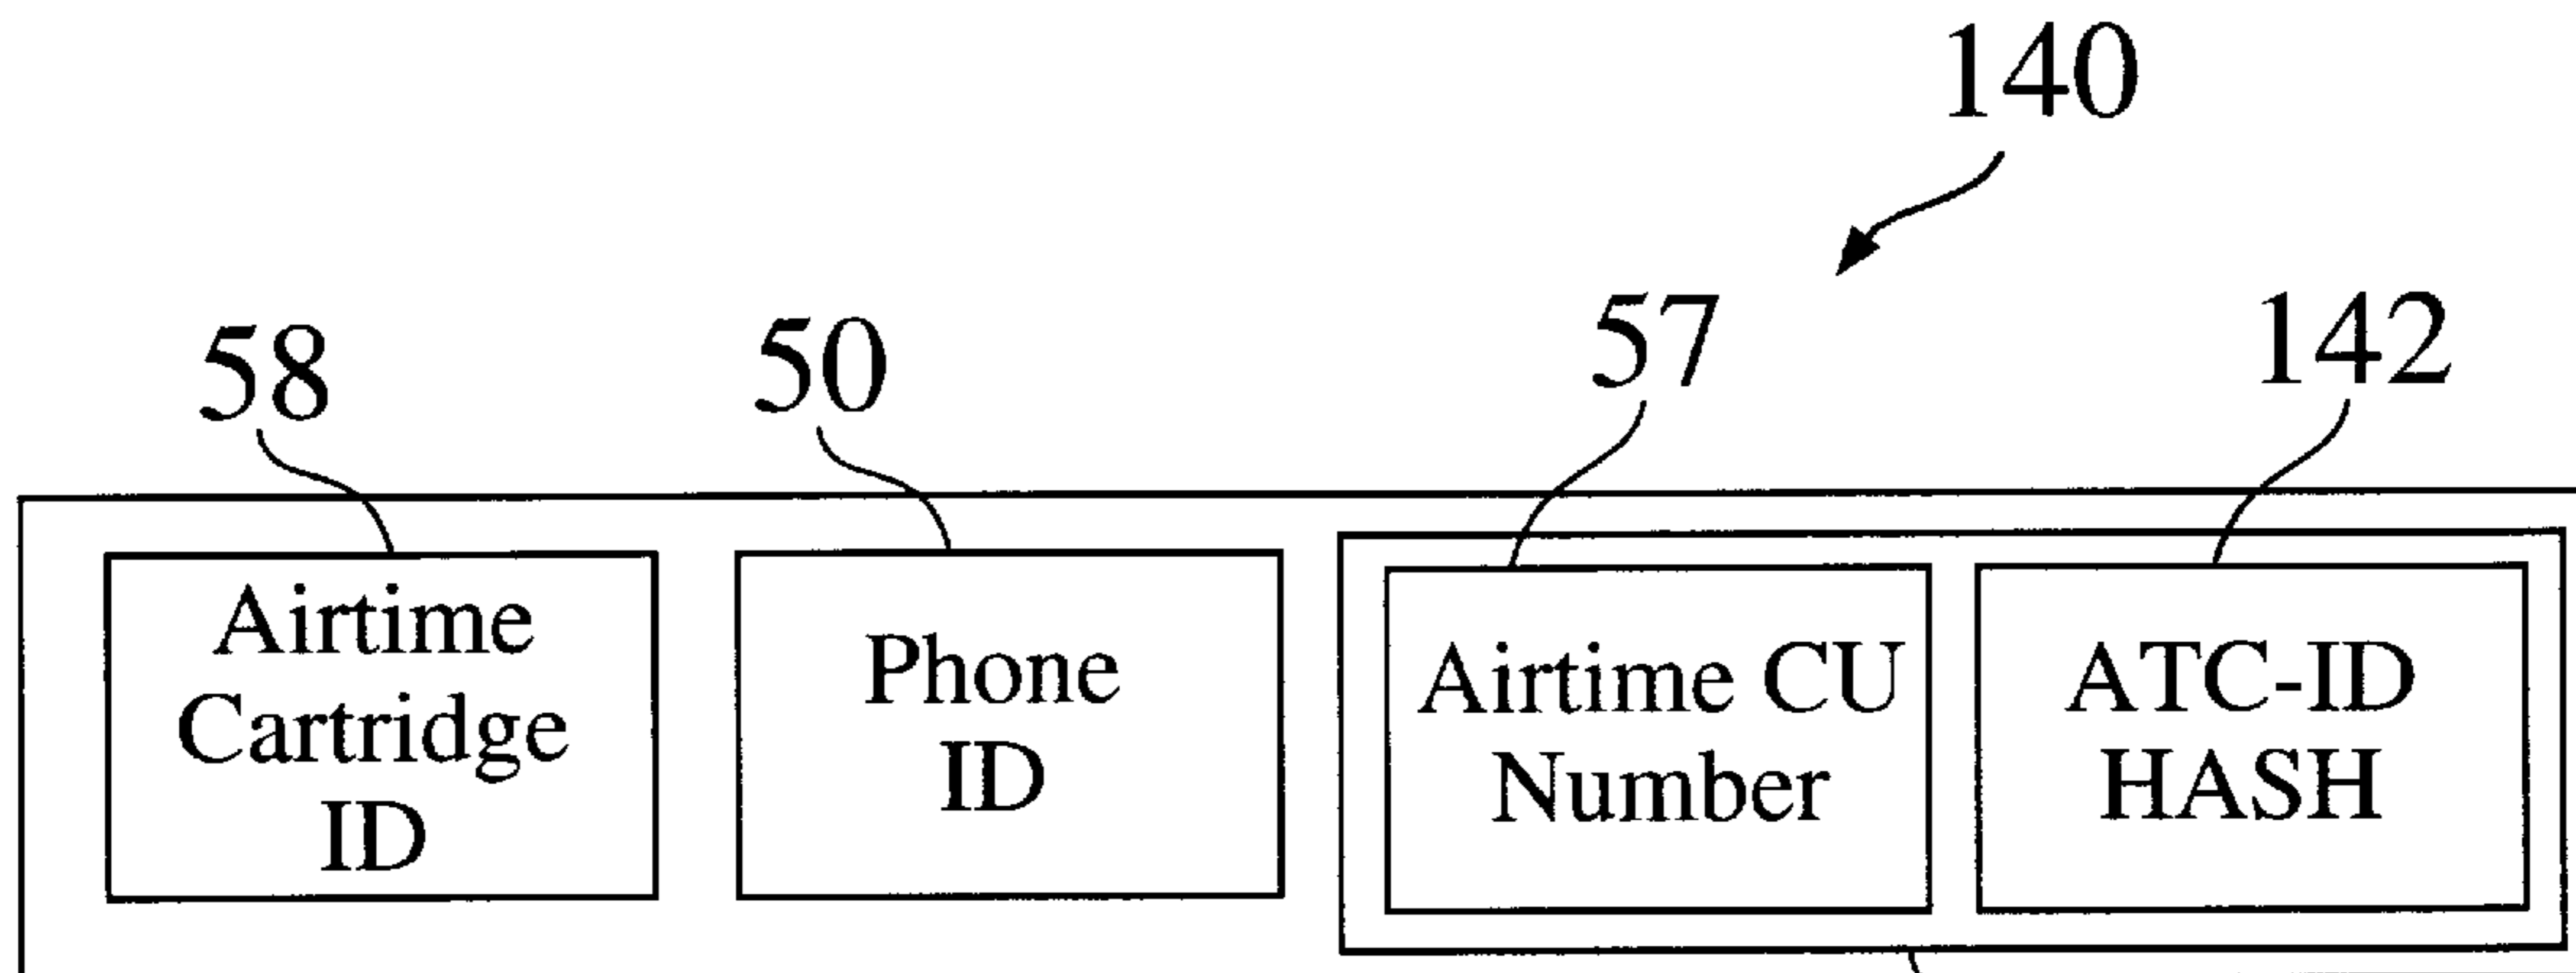 140
58
50
57
142
Airtime
Cartridge
ID
Phone
ID
Airtime CU
Number
ATC-ID
HASH